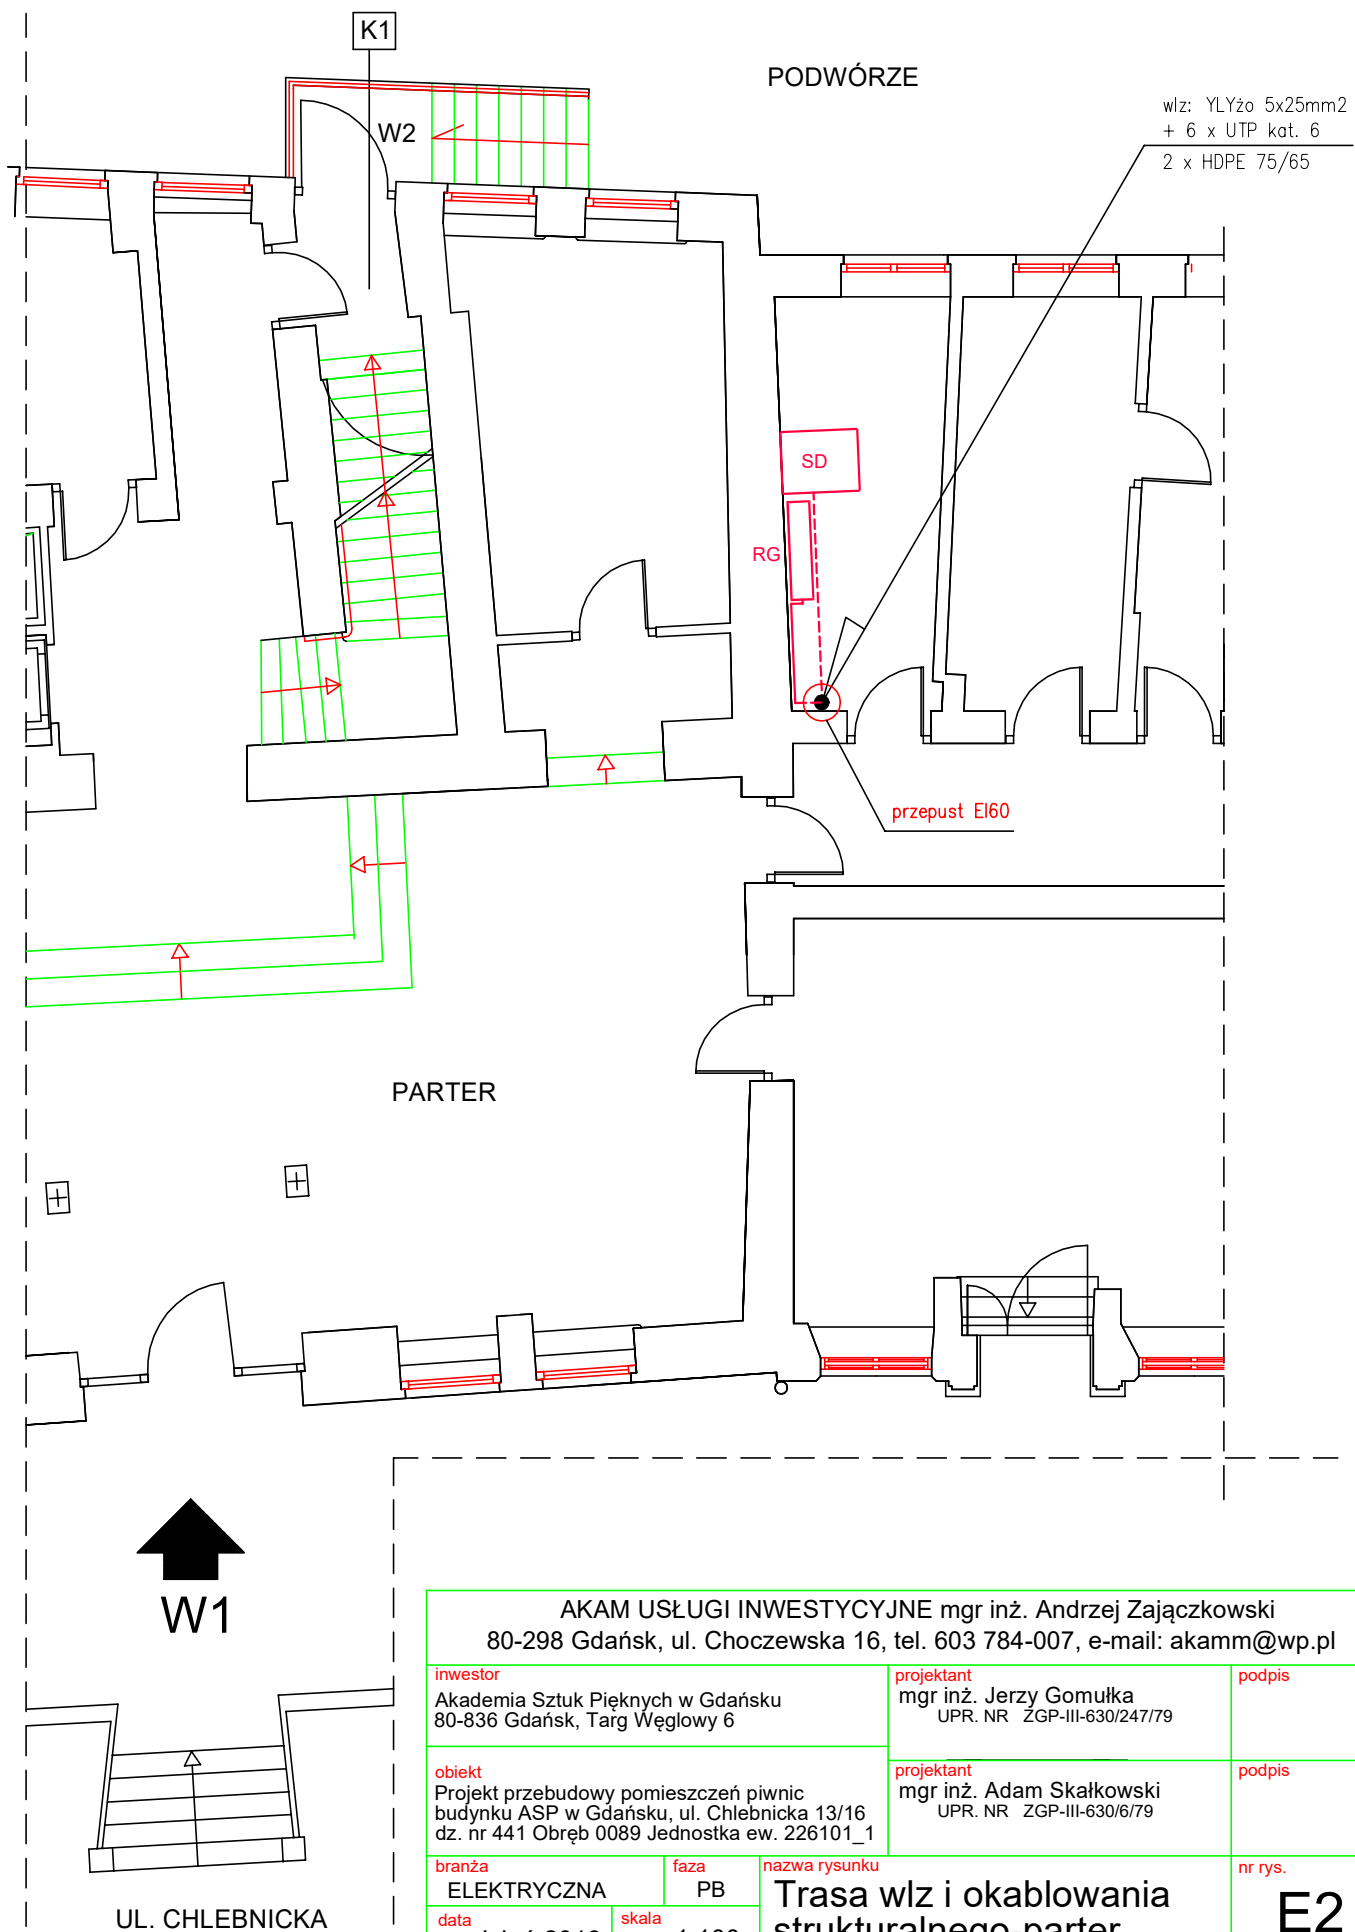 K1
PODWÓRZE
wlz: YLYżo 5x25mm2
+ 6 x UTP kat. 6
2 x HDPE 75/65
W2
SD
RG
przepust EI60
PARTER
W1
UL. CHLEBNICKA
AKAM USŁUGI INWESTYCYJNE mgr inż. Andrzej Zajączkowski
80-298 Gdańsk, ul. Choczewska 16, tel. 603 784-007, e-mail: akamm@wp.pl
inwestor
Akademia Sztuk Pięknych w Gdańsku
80-836 Gdańsk, Targ Węglowy 6
projektant
mgr inż. Jerzy Gomułka
UPR. NR ZGP-III-630/247/79
podpis
obiekt
Projekt przebudowy pomieszczeń piwnic
budynku ASP w Gdańsku, ul. Chlebnicka 13/16
dz. nr 441 Obręb 0089 Jednostka ew. 226101_1
projektant
mgr inż. Adam Skałkowski
UPR. NR ZGP-III-630/6/79
podpis
branża
ELEKTRYCZNA
faza
PB
nazwa rysunku
Trasa wlz i okablowania
strukturalnego-parter
nr rys.
E2
data
skala